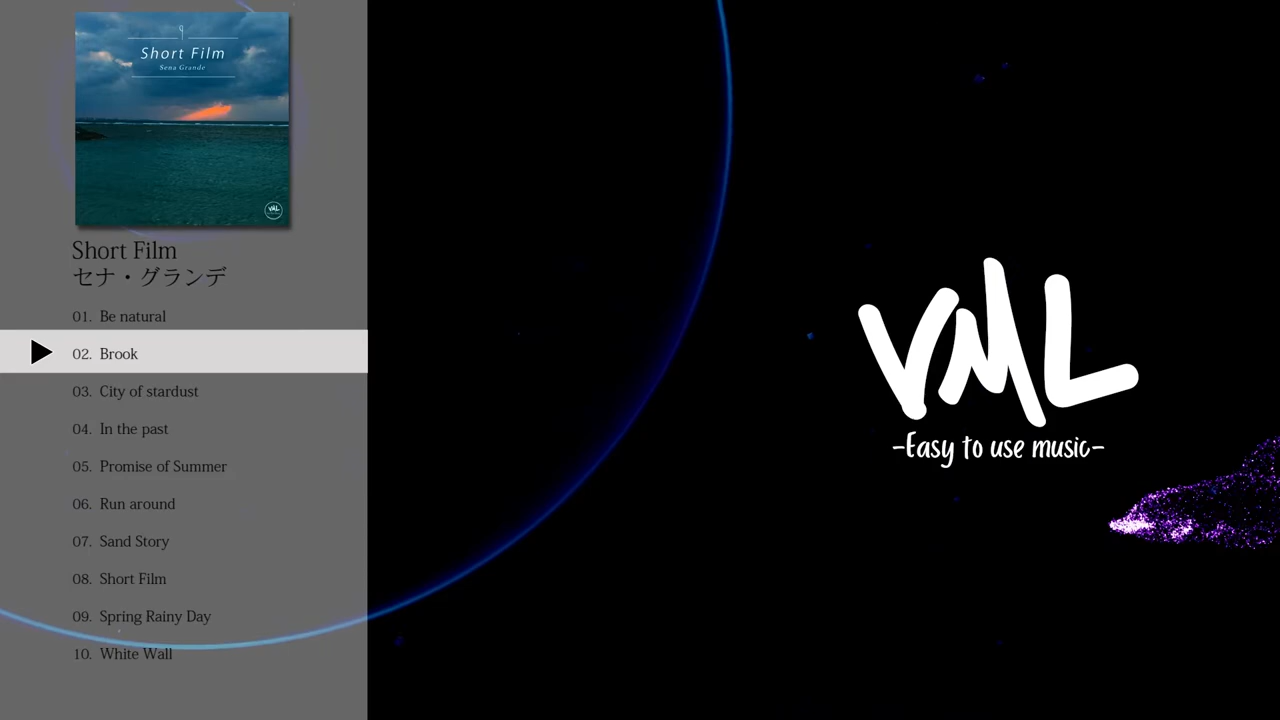 Short Film
Sena Grande
VML
Short Film
セナ・グランデ
01. Be natural
02. Brook
03. City of stardust
04. In the past
05. Promise of Summer
06. Run around
07. Sand Story
08. Short Film
09. Spring Rainy Day
10. White Wall
VML
-Easy to use music-